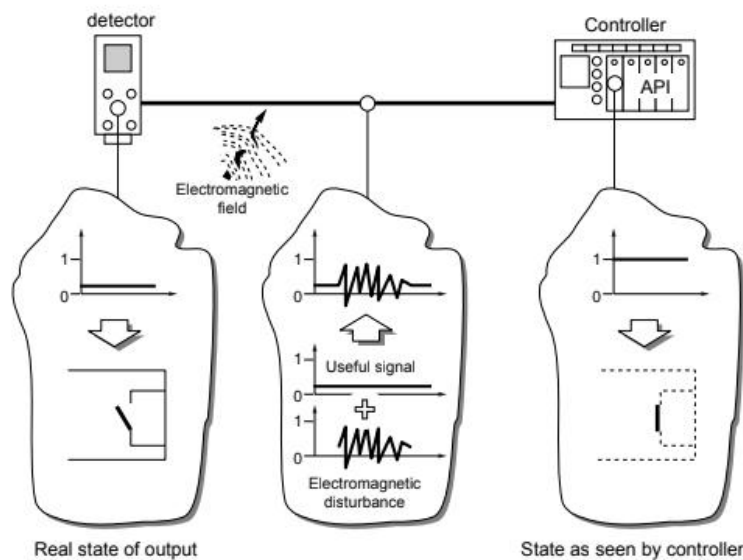 detector
Controller
API
Electromagnetic
field
1
0
1
0
1
0
Useful signal
1
0
1
0
Electromagnetic
disturbance
Real state of output
State as seen by controller